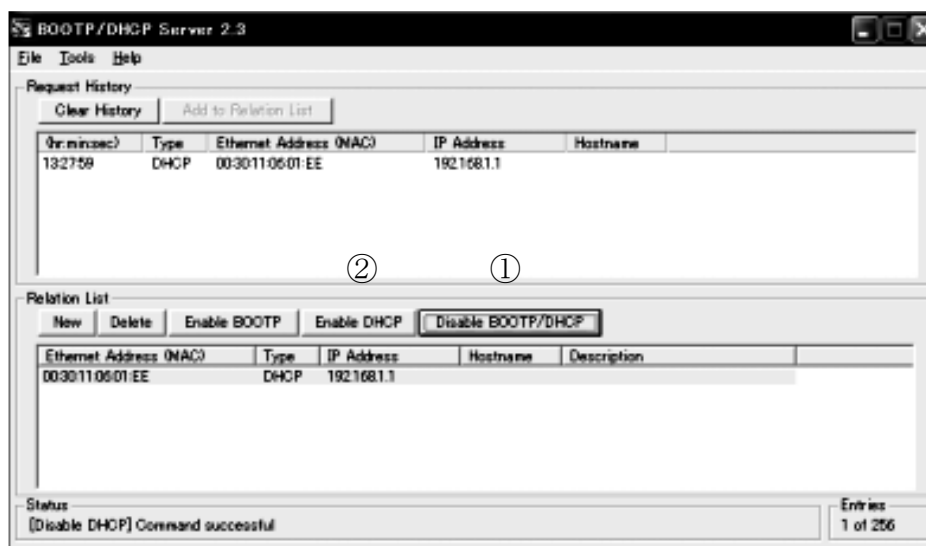 BOOTP/DHCP Server 2.3
File Tools Help
Request History
Clear History Add to Relation List
(hr:min:sec) Type Ethernet Address (MAC) IP Address Hostname
13:27:59 DHCP 00:30:11:06:01:EE 192.168.1.1
② ①
Relation List
New Delete Enable BOOTP Enable DHCP Disable BOOTP/DHCP
Ethernet Address (MAC) Type IP Address Hostname Description
00:30:11:06:01:EE DHCP 192.168.1.1
Status
[Disable DHCP] Command successful
Entries
1 of 256